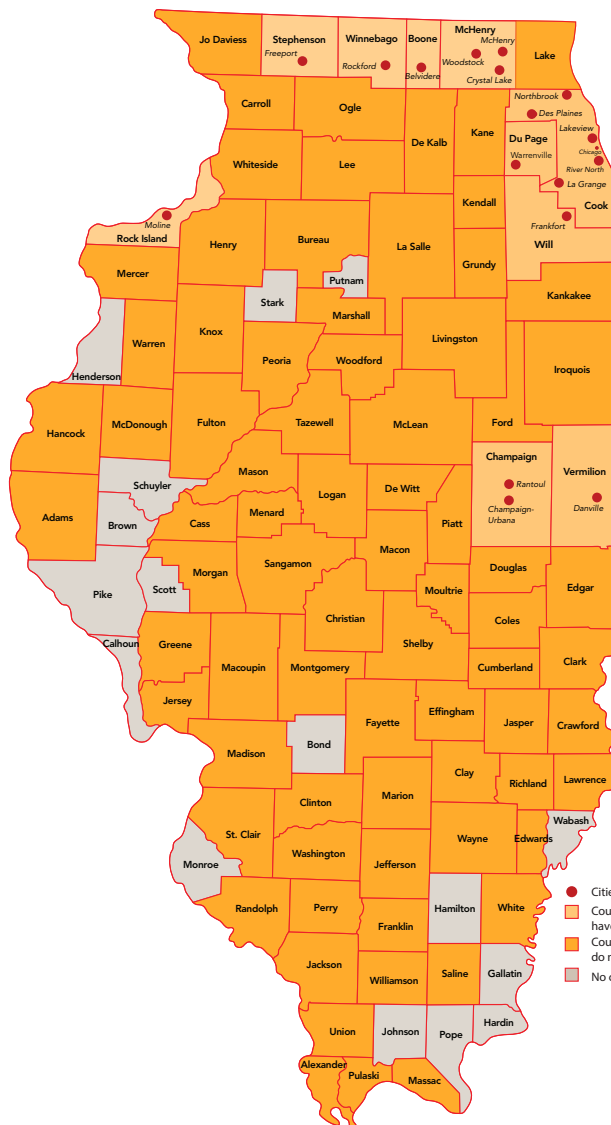 Jo Daviess
Stephenson
Freeport
Winnebago
Rockford
Boone
Belvidere
McHenry
McHenry
Woodstock
Crystal Lake
Lake
Carroll
Ogle
De Kalb
Kane
Northbrook
Des Plaines
Lakeview
Chicago
River North
Du Page
Warrenville
La Grange
Cook
Whiteside
Lee
Kendall
Frankfort
Will
Moline
Rock Island
Henry
Bureau
La Salle
Grundy
Mercer
Putnam
Kankakee
Stark
Marshall
Henderson
Warren
Knox
Peoria
Woodford
Livingston
Iroquois
Hancock
McDonough
Fulton
Tazewell
McLean
Ford
Champaign
Rantoul
Champaign-
Urbana
Vermilion
Danville
Schuyler
Mason
Logan
De Witt
Adams
Brown
Cass
Menard
Piatt
Macon
Pike
Scott
Morgan
Sangamon
Douglas
Edgar
Moultrie
Christian
Coles
Calhoun
Greene
Shelby
Macoupin
Montgomery
Cumberland
Clark
Jersey
Effingham
Fayette
Jasper
Crawford
Bond
Madison
Clay
Richland
Lawrence
Marion
Clinton
Wabash
St. Clair
Wayne
Edwards
Washington
Monroe
Jefferson
Randolph
Perry
Hamilton
White
Franklin
Jackson
Williamson
Saline
Gallatin
Union
Johnson
Pope
Hardin
Alexander
Pulaski
Massac
Citie
Cou
have
Cou
do
No